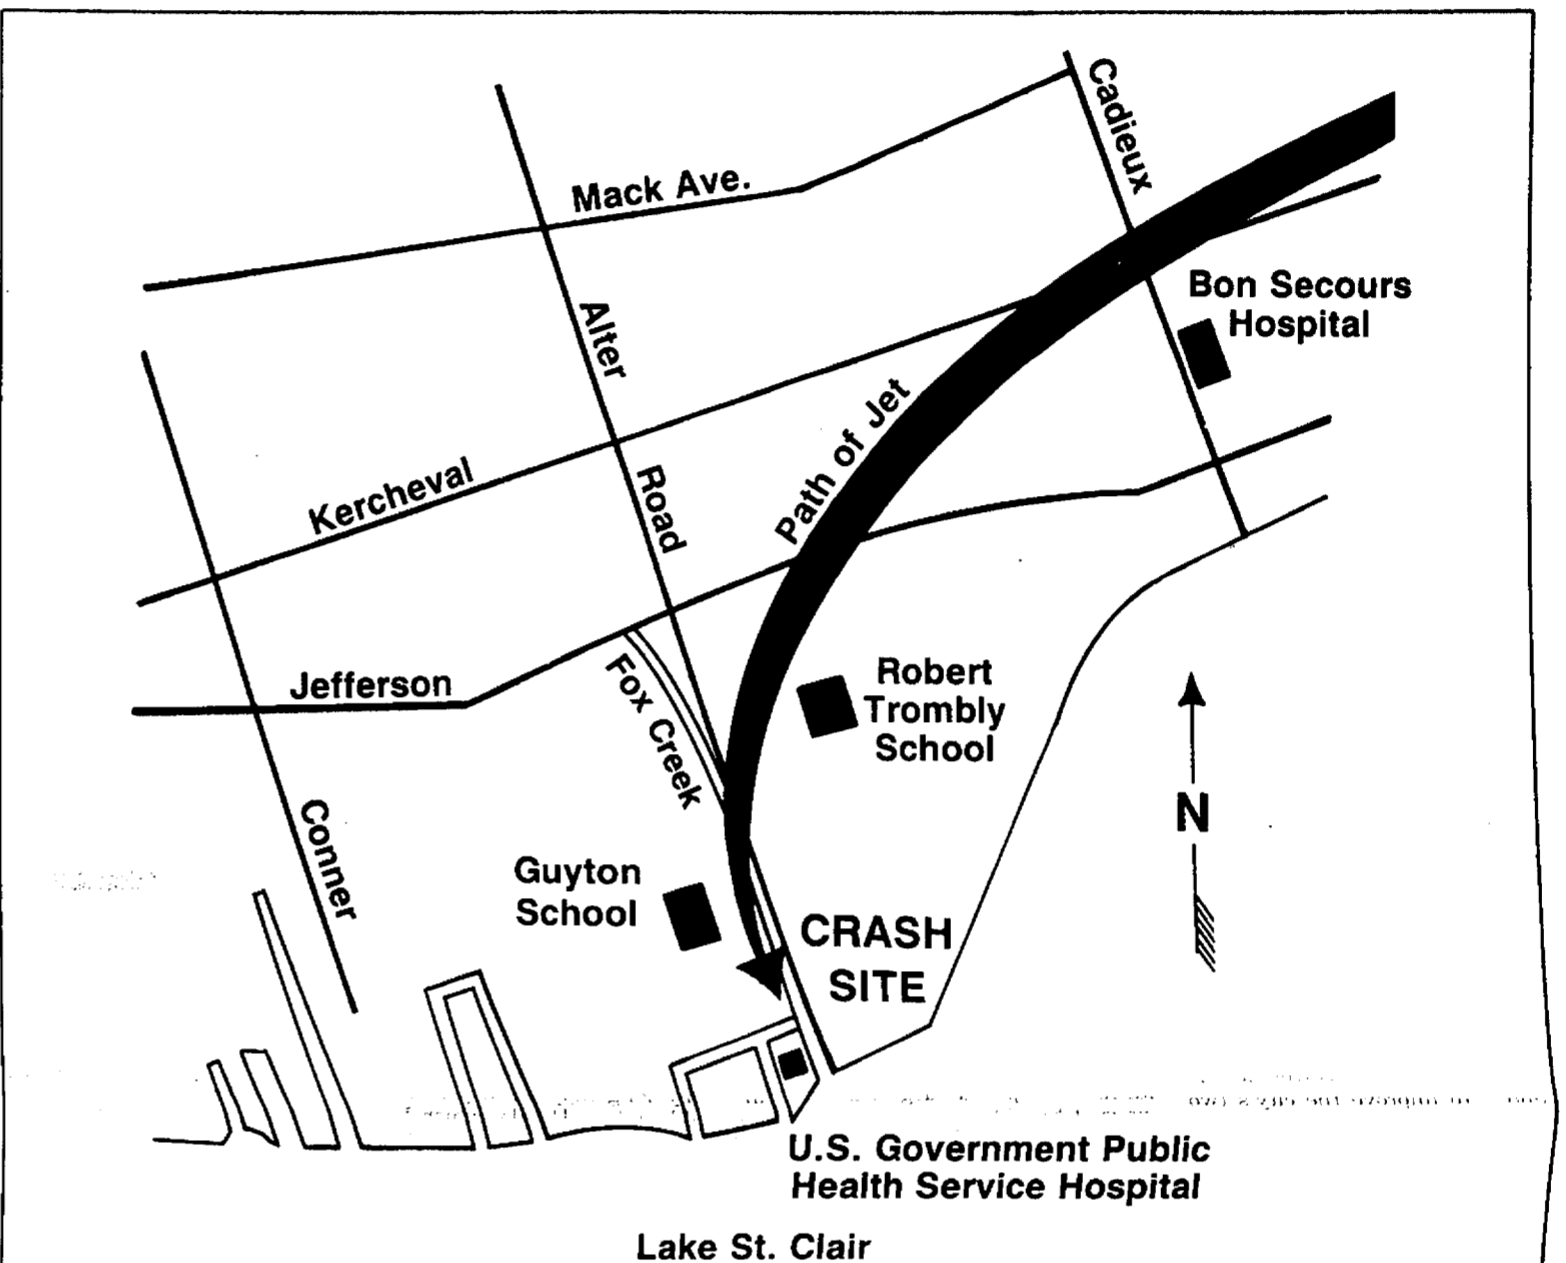 Cadieux
Mack Ave.
Bon Secours
Hospital
Alter
Road
Path of Jet
Kercheval
Robert
Trombly
School
Jefferson
Fox Creek
N
Conner
Guyton
School
CRASH
SITE
U.S. Government Public
Health Service Hospital
Lake St. Clair